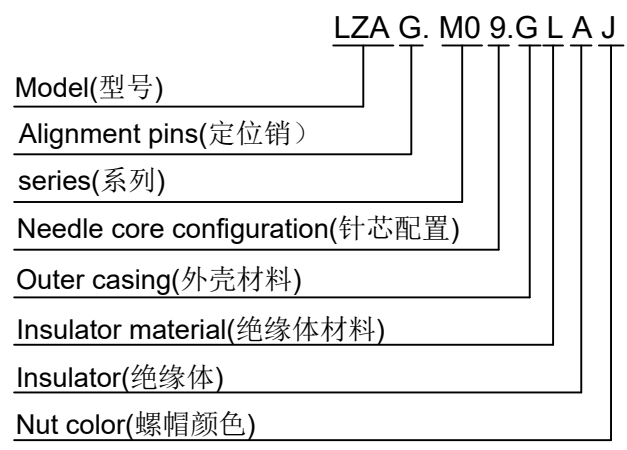 LZA G. M0 9.G L A J
Model(型号)
Alignment pins(定位销）
series(系列)
Needle core configuration(针芯配置)
Outer casing(外壳材料)
Insulator material(绝缘体材料)
Insulator(绝缘体)
Nut color(螺帽颜色)